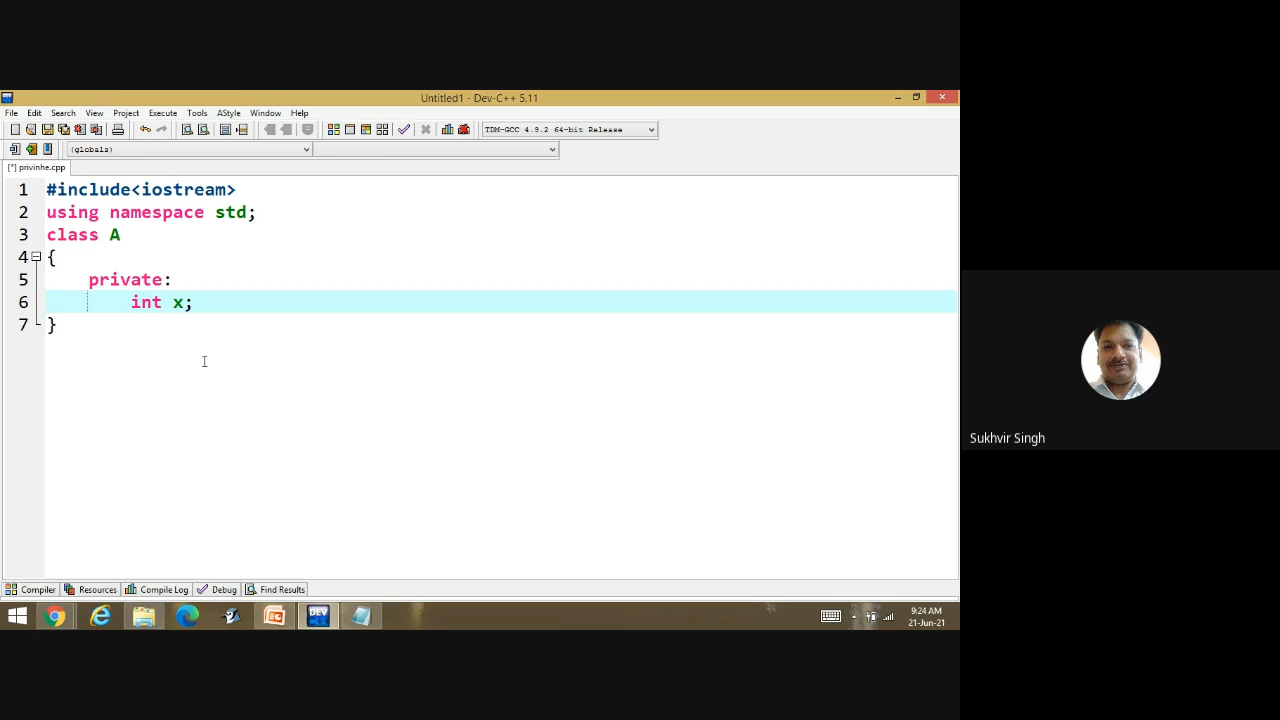 Untitled1 - Dev-C++ 5.11
File Edit Search View Project Execute Tools AStyle Window Help
TDM-GCC 4.9.2 64-bit Release
(globals)
[*] privinhe.cpp
1 #include<iostream>
2 using namespace std;
3 class A
4 {
5 private:
6 int x;
7 }
Sukhvir Singh
Compiler Resources Compile Log Debug Find Results
DEV
9:24 AM
21-Jun-21